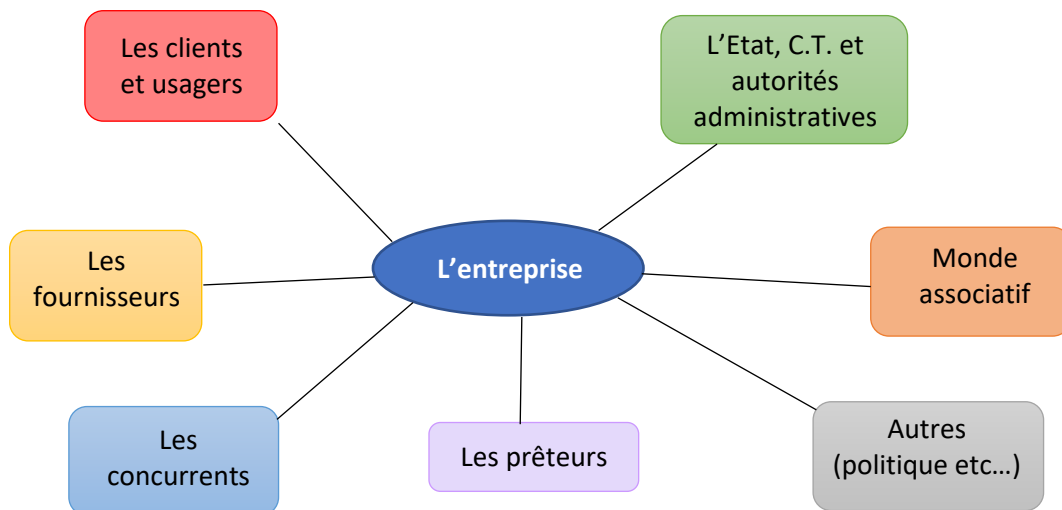 Les clients
et usagers
L’Etat, C.T. et
autorités
administratives
Les
fournisseurs
L’entreprise
Monde
associatif
Les
concurrents
Les prêteurs
Autres
(politique etc…)